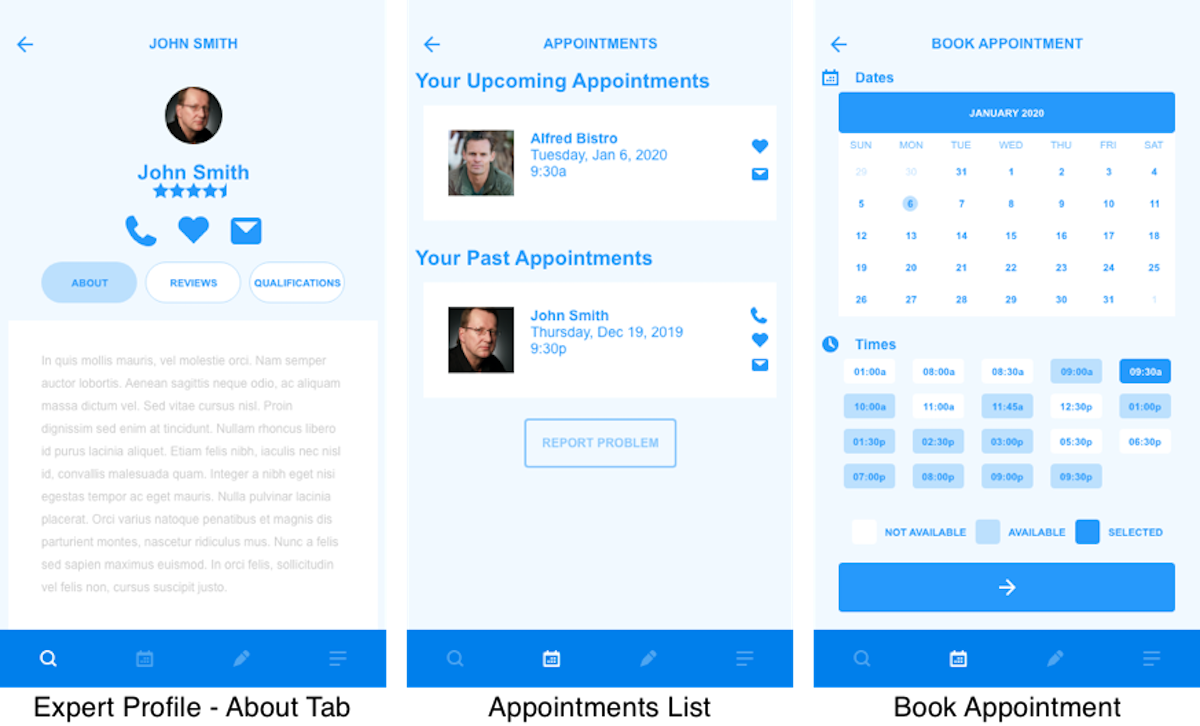 JOHN SMITH
John Smith
ABOUT REVIEWS QUALIFICATIONS
In quis mollis mauris, vel molestie orci. Nam semper
auctor lobortis. Aenean sagittis neque odio, ac aliquam
massa dictum vel. Sed vitae cursus nisl. Proin
dignissim sed enim at tincidunt. Nullam rhoncus libero
id purus lacinia aliquet. Etiam felis nibh, iaculis nec nisl
id, convallis malesuada quam. Integer a nibh eget nisi
egestas tempor ac eget mauris. Nulla pulvinar lacinia
placerat. Orci varius natoque penatibus et magnis dis
parturient montes, nascetur ridiculus mus. Nunc a felis
sed sapien maximus euismod. In orci felis, sollicitudin
vel felis non, cursus suscipit justo.
Expert Profile - About Tab
APPOINTMENTS
Your Upcoming Appointments
Alfred Bistro
Tuesday, Jan 6, 2020
9:30a
Your Past Appointments
John Smith
Thursday, Dec 19, 2019
9:30p
REPORT PROBLEM
Appointments List
BOOK APPOINTMENT
Dates
JANUARY 2020
SUN MON TUE WED THU FRI SAT
29 30 31 1 2 3 4
5 6 7 8 9 10 11
12 13 14 15 16 17 18
19 20 21 22 23 24 25
26 27 28 29 30 31 1
Times
01:00a 08:00a 08:30a 09:00a 09:30a
10:00a 11:00a 11:45a 12:30p 01:00p
01:30p 02:30p 03:00p 05:30p 06:30p
07:00p 08:00p 09:00p 09:30p
NOT AVAILABLE AVAILABLE SELECTED
Book Appointment